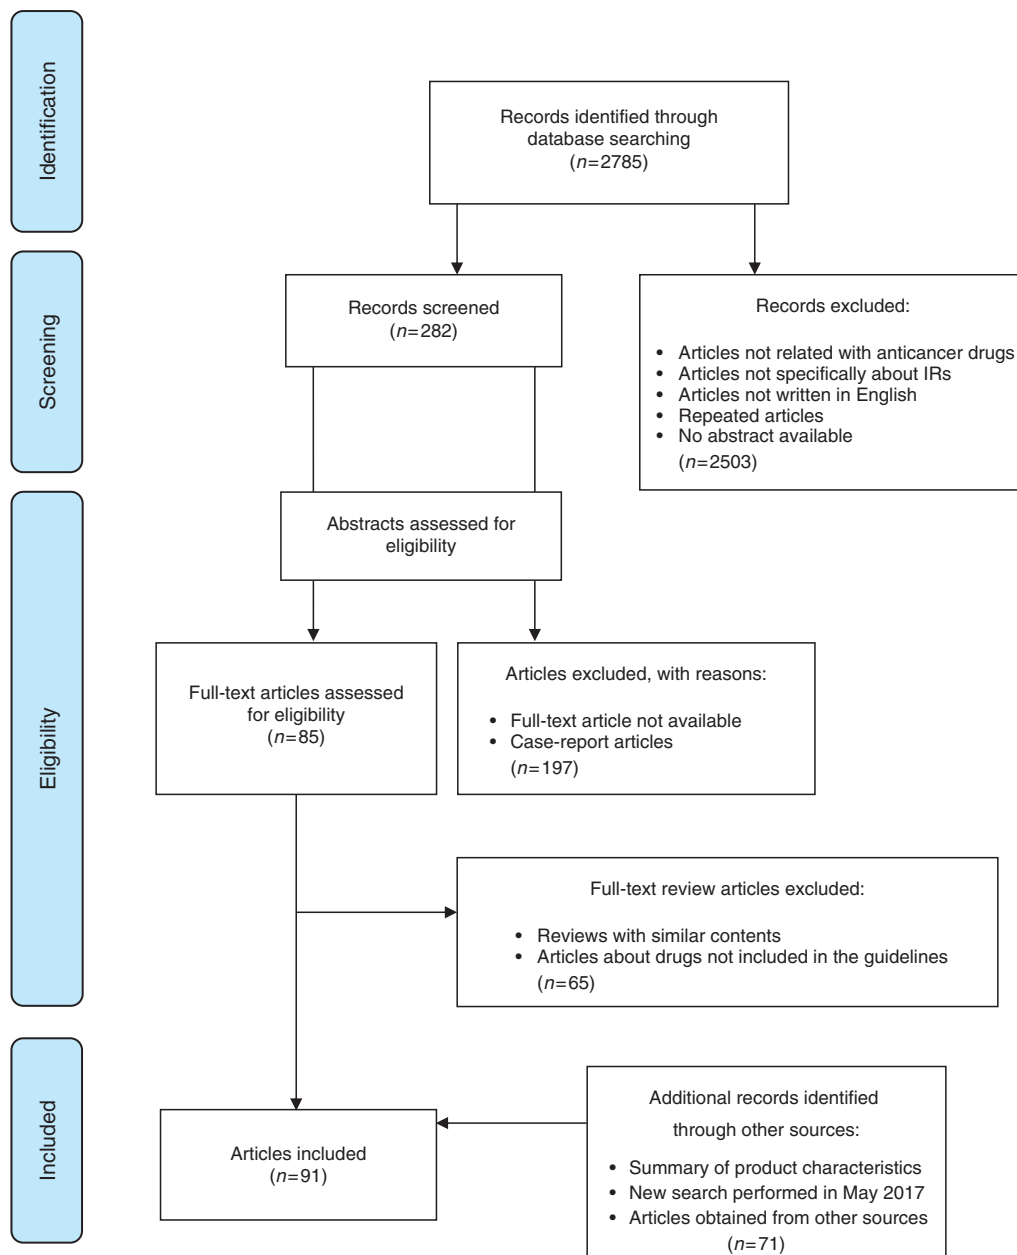 Identification
Records identified through
database searching
(n=2785)
Screening
Records screened
(n=282)
Records excluded:
• Articles not related with anticancer drugs
• Articles not specifically about IRs
• Articles not written in English
• Repeated articles
• No abstract available
(n=2503)
Eligibility
Abstracts assessed for
eligibility
Full-text articles assessed
for eligibility
(n=85)
Articles excluded, with reasons:
• Full-text article not available
• Case-report articles
(n=197)
Full-text review articles excluded:
• Reviews with similar contents
• Articles about drugs not included in the guidelines
(n=65)
Included
Articles included
(n=91)
Additional records identified
through other sources:
• Summary of product characteristics
• New search performed in May 2017
• Articles obtained from other sources
(n=71)